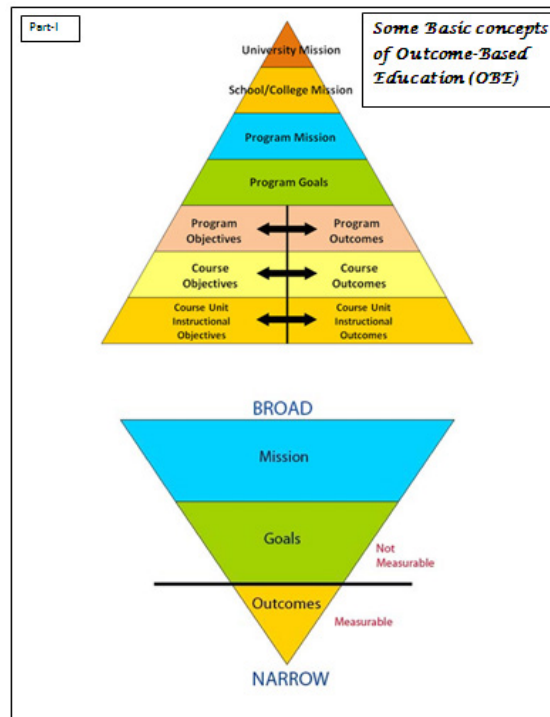 Part-I
Some Basic concepts
of Outcome-Based
Education (OBE)
University Mission
School/College Mission
Program Mission
Program Goals
Program
Objectives
Program
Outcomes
Course
Objectives
Course
Outcomes
Course Unit
Instructional
Objectives
Course Unit
Instructional
Outcomes
BROAD
Mission
Goals
Not
Measurable
Outcomes
Measurable
NARROW